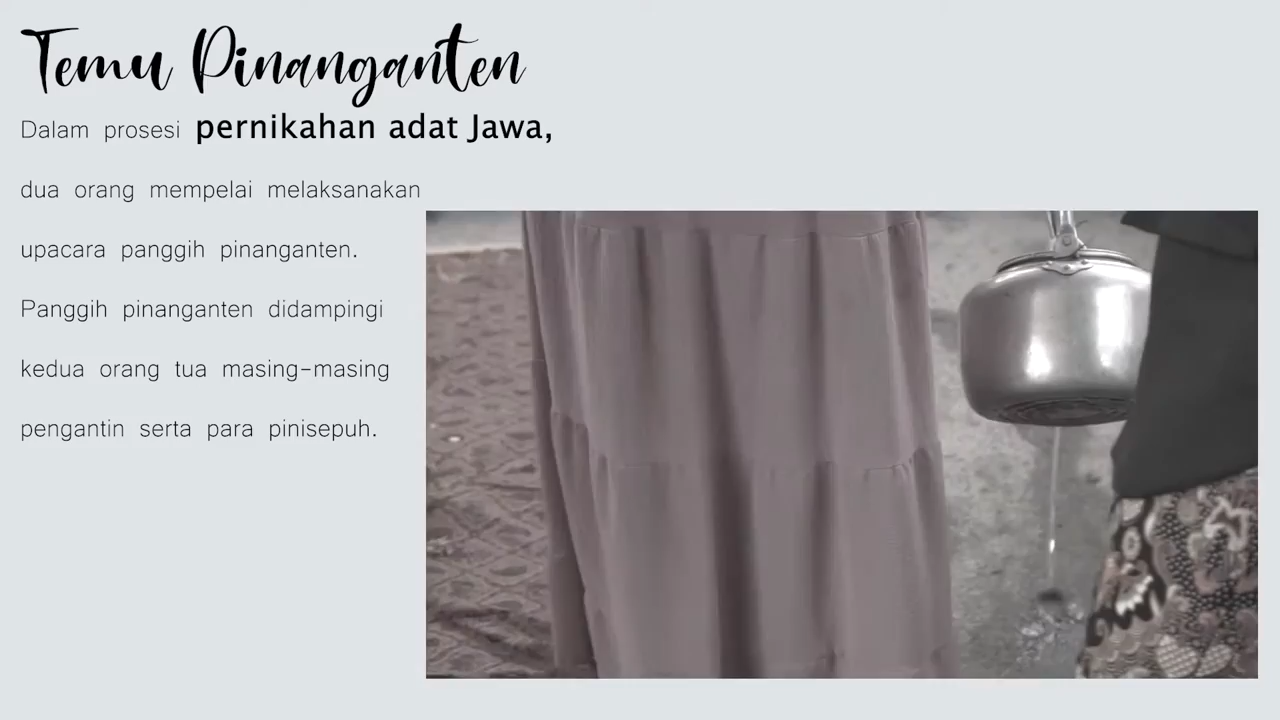 Temu Pinanganten
Dalam prosesi pernikahan adat Jawa,
dua orang mempelai melaksanakan
upacara panggih pinanganten.
Panggih pinanganten didampingi
kedua orang tua masing-masing
pengantin serta para pinisepuh.